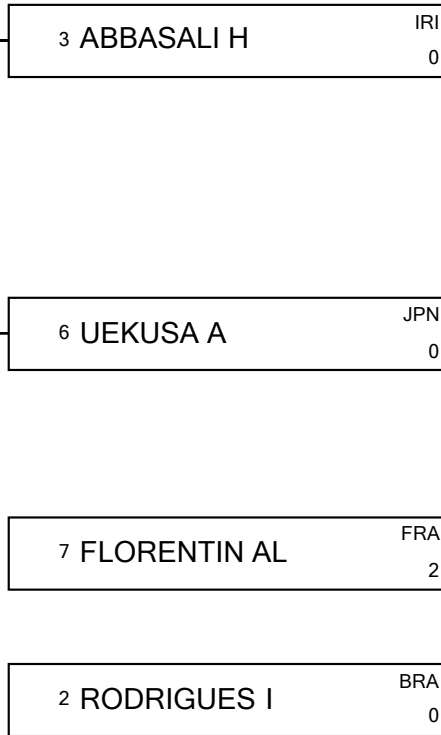 3 ABBASALI H IRI
0
6 UEKUSA A JPN
0
7 FLORENTIN AL FRA
2
2 RODRIGUES I BRA
0